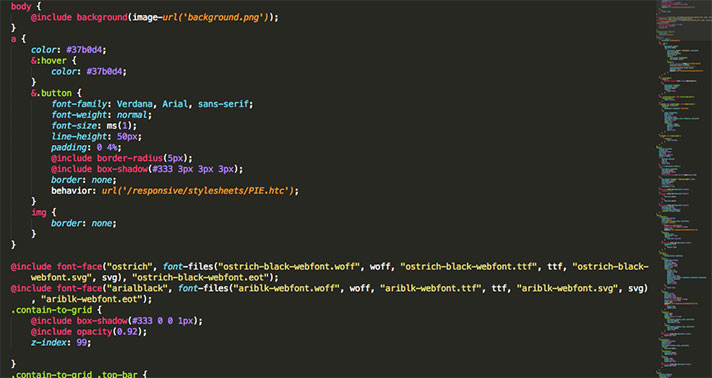 body {
@include background(image-url('background.png'));
}
a {
color: #37b0d4;
&:hover {
color: #37b0d4;
}
&.button {
font-family: Verdana, Arial, sans-serif;
font-weight: normal;
font-size: ms(1);
line-height: 50px;
padding: 0 4%;
@include border-radius(5px);
@include box-shadow(#333 3px 3px 3px);
border: none;
behavior: url('/responsive/stylesheets/PIE.htc');
}
img {
border: none;
}
}
@include font-face("ostrich", font-files("ostrich-black-webfont.woff", woff, "ostrich-black-webfont.ttf", ttf, "ostrich-black-
webfont.svg", svg), "ostrich-black-webfont.eot");
@include font-face("arialblack", font-files("ariblk-webfont.woff", woff, "ariblk-webfont.ttf", ttf, "ariblk-webfont.svg", svg)
, "ariblk-webfont.eot");
.contain-to-grid {
@include box-shadow(#333 0 0 1px);
@include opacity(0.92);
z-index: 99;
}
.contain-to-grid .top-bar {